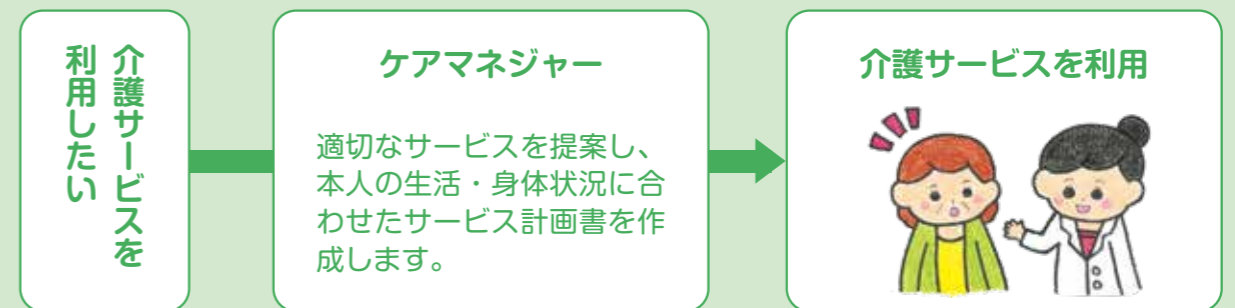 介護サービスを
利用したい
ケアマネジャー
適切なサービスを提案し、
本人の生活・身体状況に合
わせたサービス計画書を作
成します。
介護サービスを利用